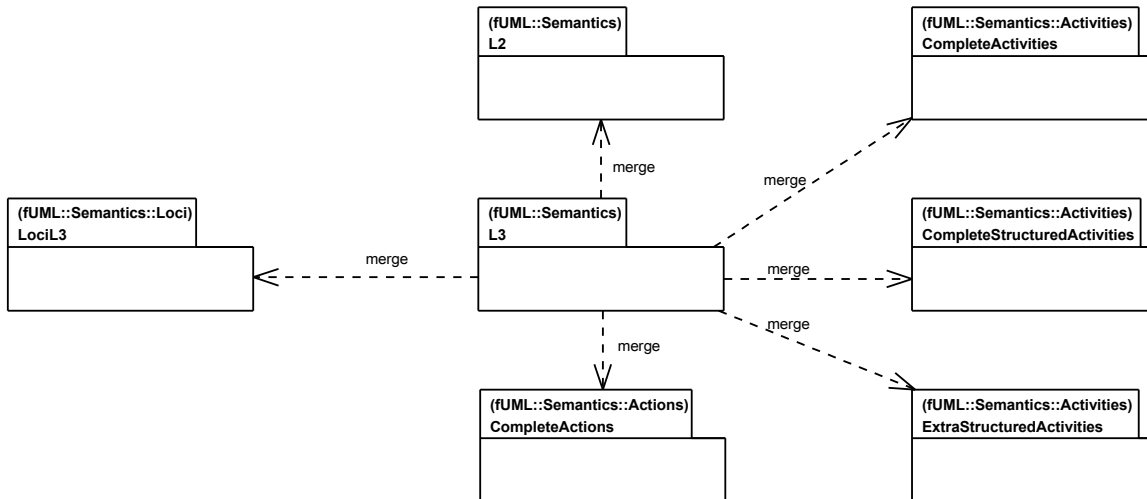 (fUML::Semantics)
L2
(fUML::Semantics::Activities)
CompleteActivities
merge
merge
(fUML::Semantics::Loci)
LociL3
(fUML::Semantics)
L3
(fUML::Semantics::Activities)
CompleteStructuredActivities
merge
merge
merge
merge
(fUML::Semantics::Actions)
CompleteActions
(fUML::Semantics::Activities)
ExtraStructuredActivities